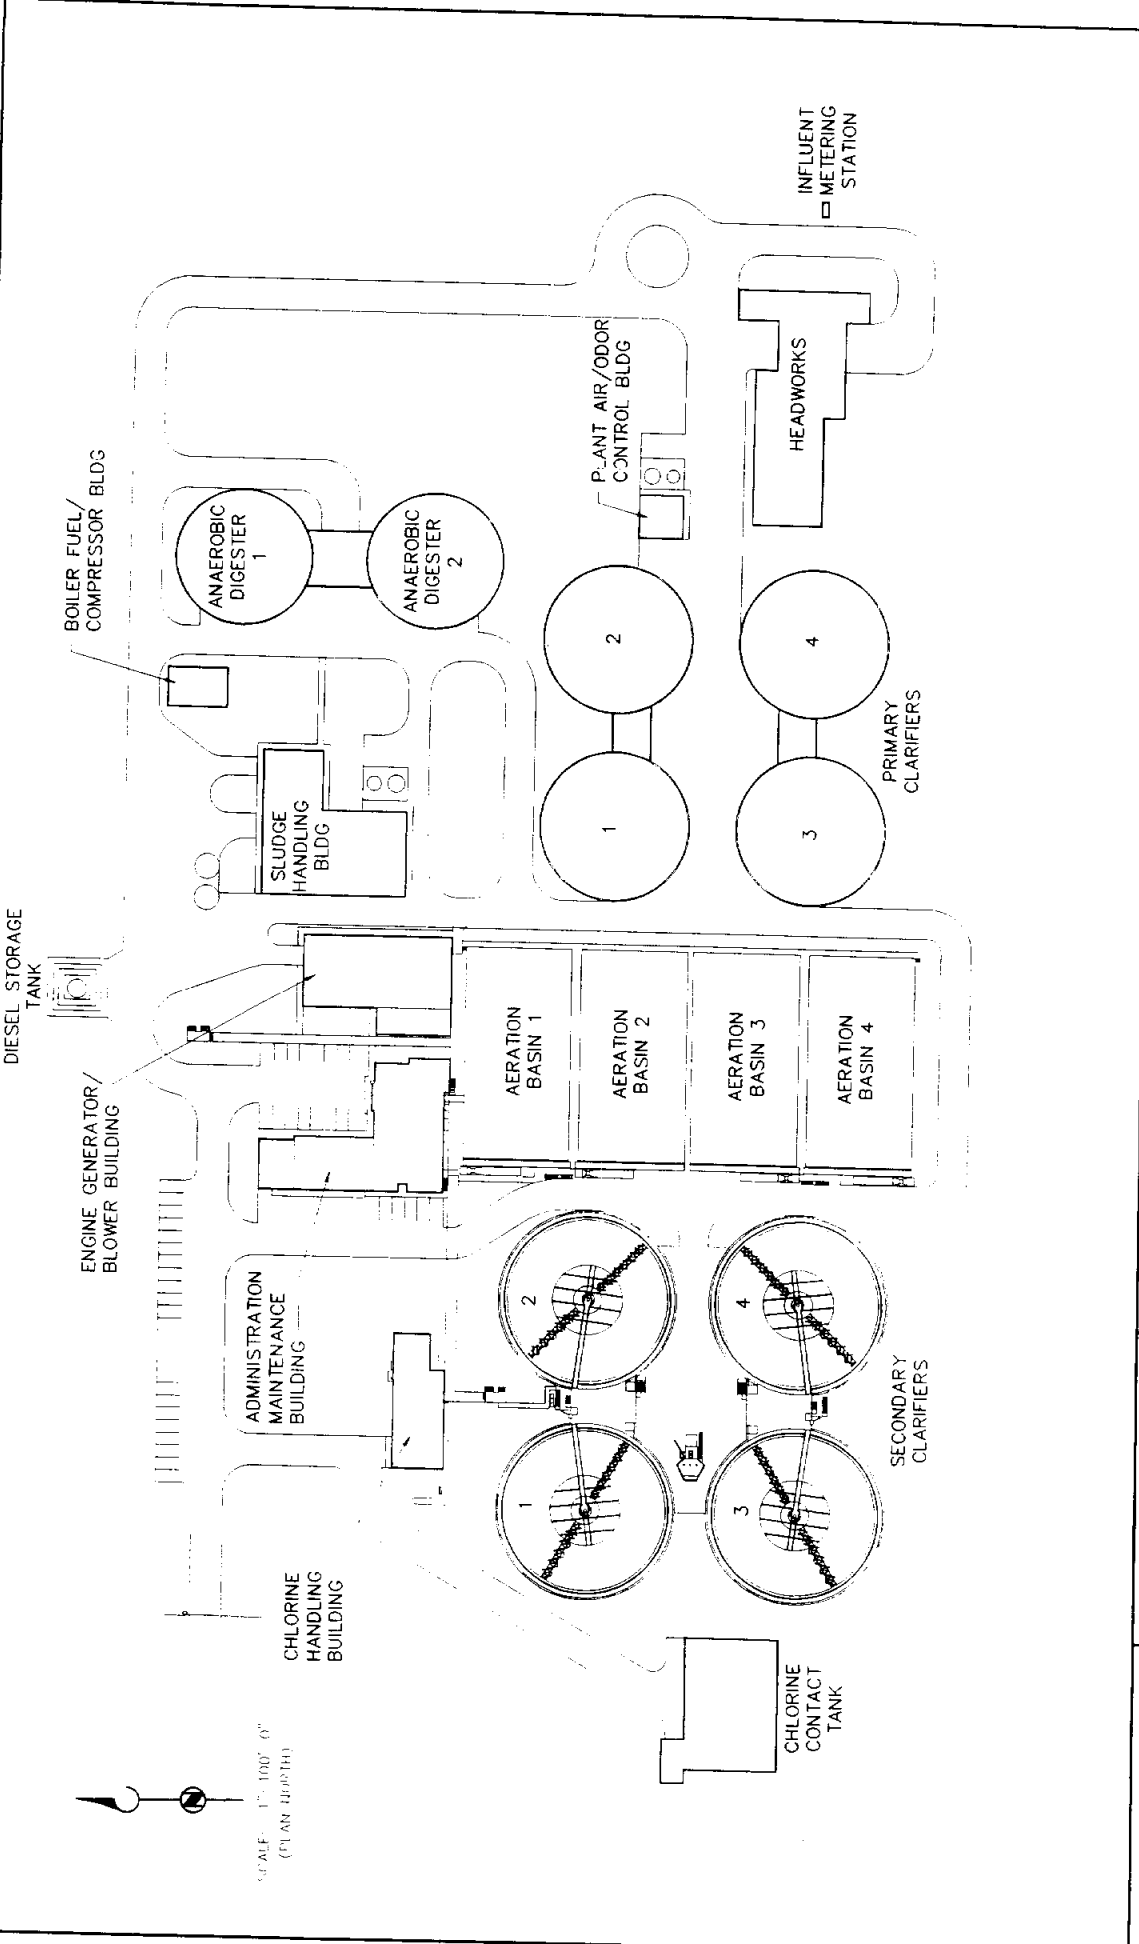 DIESEL STORAGE
TANK
BOILER FUEL/
COMPRESSOR BLDG
ENGINE GENERATOR/
BLOWER BUILDING
ANAEROBIC
DIGESTER
1
ANAEROBIC
DIGESTER
2
SLUDGE
HANDLING
BLDG
PLANT AIR/ODOR
CONTROL BLDG
INFLUENT
METERING
STATION
HEADWORKS
1
2
3
4
PRIMARY
CLARIFIERS
AERATION
BASIN 1
AERATION
BASIN 2
AERATION
BASIN 3
AERATION
BASIN 4
ADMINISTRATION
MAINTENANCE
BUILDING
1
2
3
4
SECONDARY
CLARIFIERS
CHLORINE
HANDLING
BUILDING
CHLORINE
CONTACT
TANK
N
(PLAN NORTH)